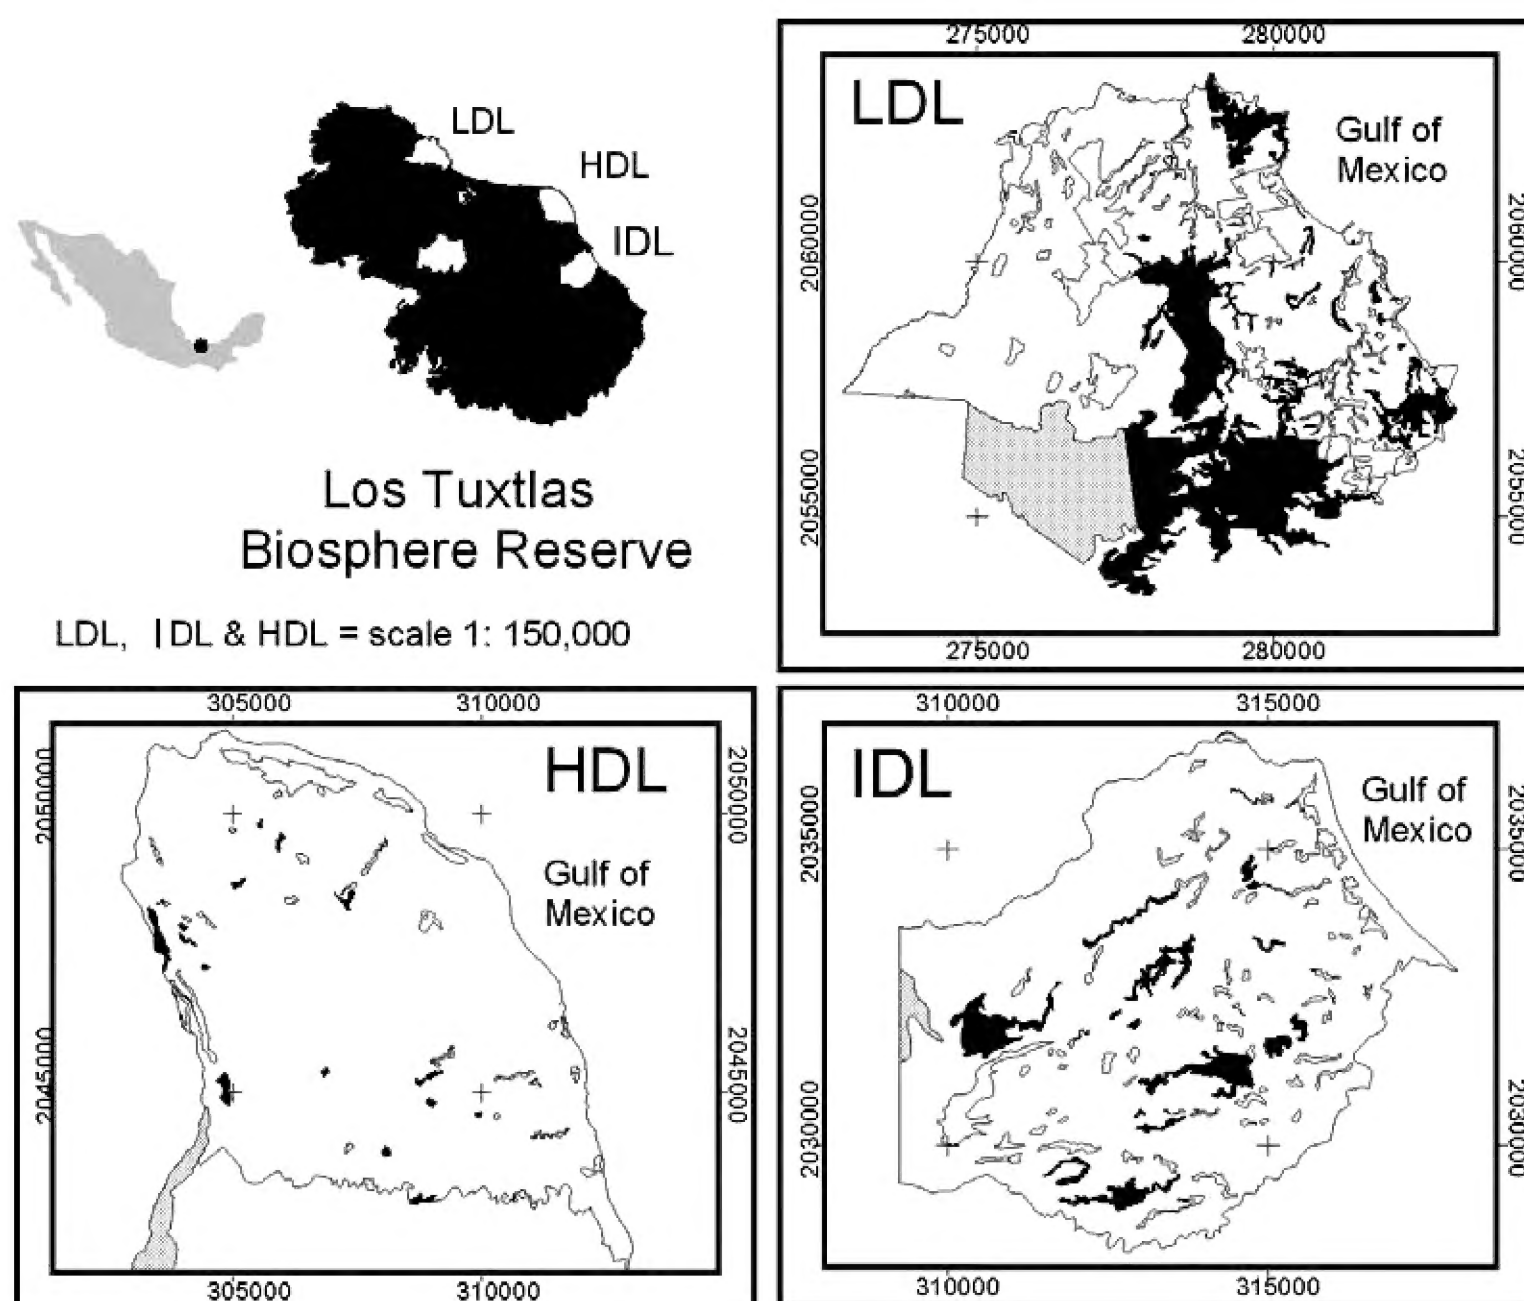 LDL
HDL
IDL
Los Tuxtlas
Biosphere Reserve
LDL, IDL & HDL = scale 1: 150,000
275000 280000
LDL
Gulf of
Mexico
2060000
2060000
2055000
2055000
275000 280000
305000 310000
HDL
2050000
2050000
Gulf of
Mexico
2045000
2045000
305000 310000
310000 315000
IDL
Gulf of
Mexico
2035000
2035000
2030000
2030000
310000 315000